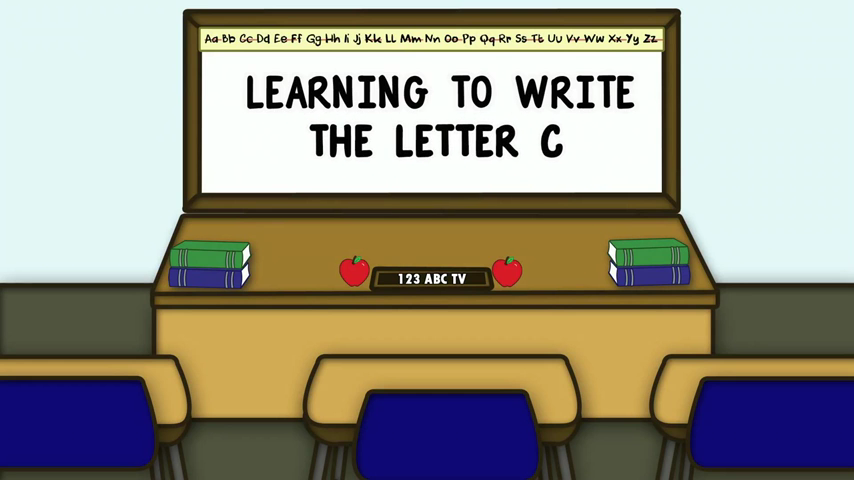 Aa Bb Cc Dd Ee Ff Gg Hh Ii Jj Kk Ll Mm Nn Oo Pp Qq Rr Ss Tt Uu Vv Ww Xx Yy Zz
LEARNING TO WRITE
THE LETTER C
123 ABC TV